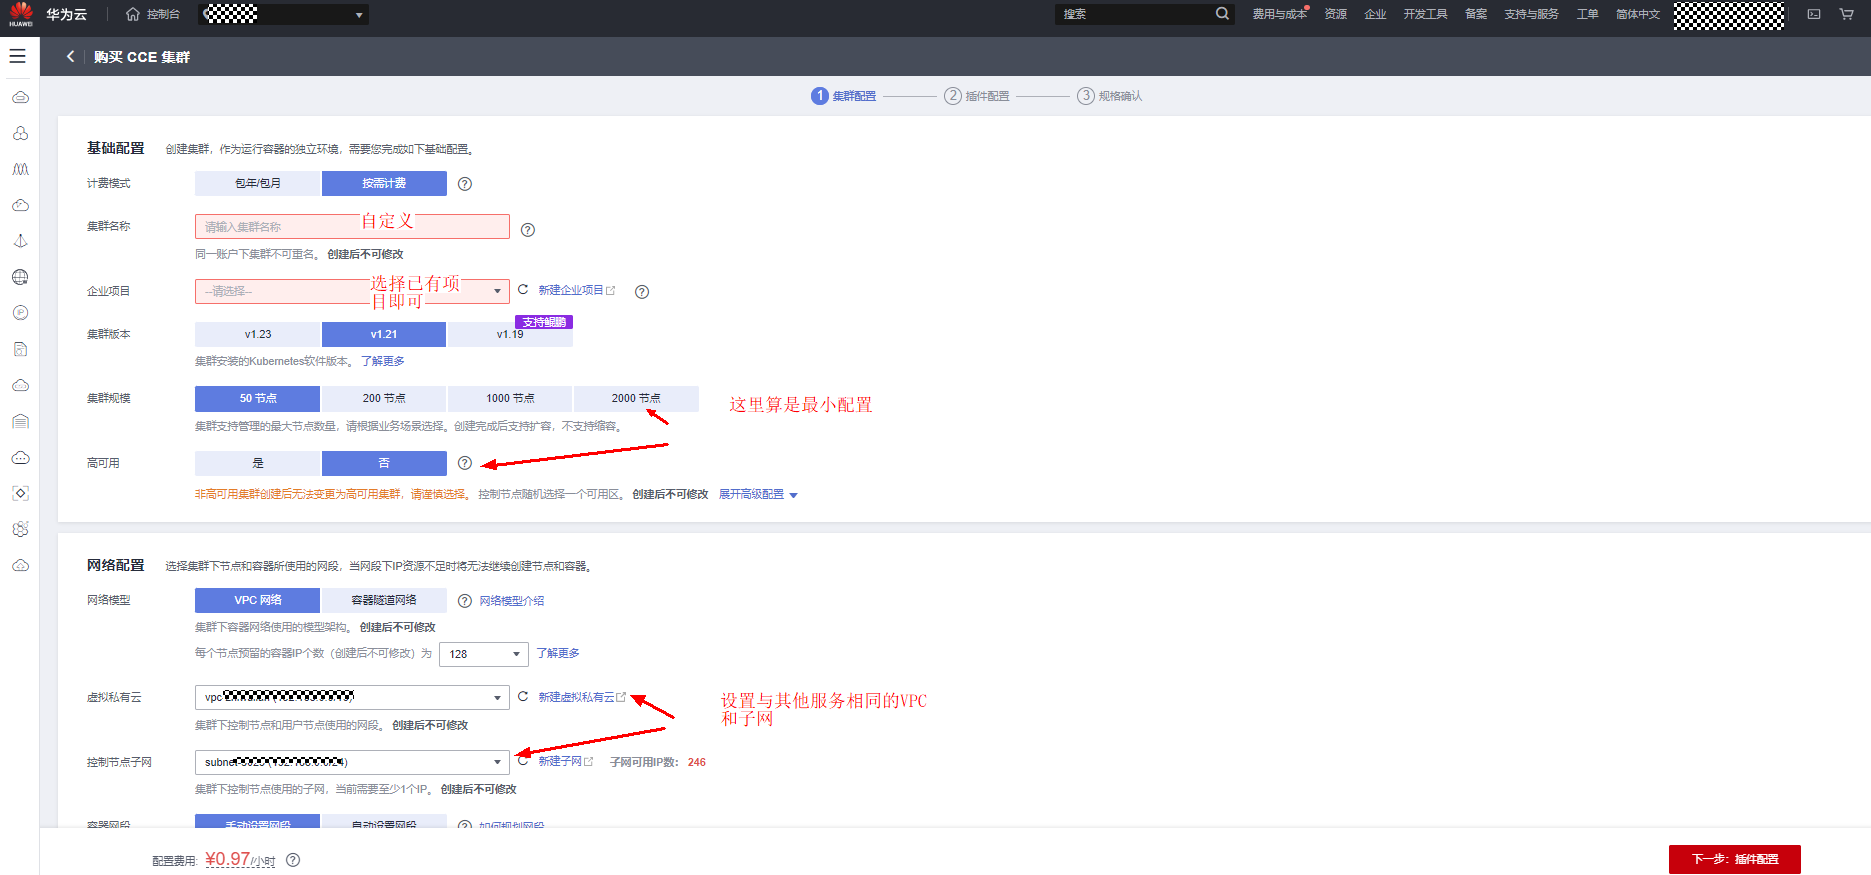 HUAWEI
华为云
控制台
搜索
费用与成本
资源
企业
开发工具
备案
支持与服务
工单
简体中文
购买 CCE 集群
1 集群配置
2 插件配置
3 规格确认
基础配置 创建集群，作为运行容器的独立环境，需要您完成如下基础配置。
计费模式 包年/包月 按需计费
集群名称 请输入集群名称 自定义
同一账户下集群不可重名。 创建后不可修改
企业项目 --请选择-- 新建企业项目
选择已有项
目即可
支持鲲鹏
集群版本 v1.23 v1.21 v1.19
集群安装的Kubernetes软件版本。 了解更多
集群规模 50 节点 200 节点 1000 节点 2000 节点
这里算是最小配置
集群支持管理的最大节点数量，请根据业务场景选择。创建完成后支持扩容，不支持缩容。
高可用 是 否
非高可用集群创建后无法变更为高可用集群，请谨慎选择。 控制节点随机选择一个可用区。 创建后不可修改 展开高级配置
网络配置 选择集群下节点和容器所使用的网段，当网段下IP资源不足时将无法继续创建节点和容器。
网络模型 VPC 网络 容器隧道网络 网络模型介绍
集群下容器网络使用的模型架构。 创建后不可修改
每个节点预留的容器IP个数（创建后不可修改）为 128 了解更多
虚拟私有云 vpc 新建虚拟私有云
设置与其他服务相同的VPC
和子网
集群下控制节点和用户节点使用的网段。 创建后不可修改
控制节点子网 新建子网 子网可用IP数： 246
集群下控制节点使用的子网，当前需要至少1个IP。 创建后不可修改
容器网段 手动设置网段 自动设置网段 如何规划网段
配置费用: ¥0.97/小时
下一步：插件配置